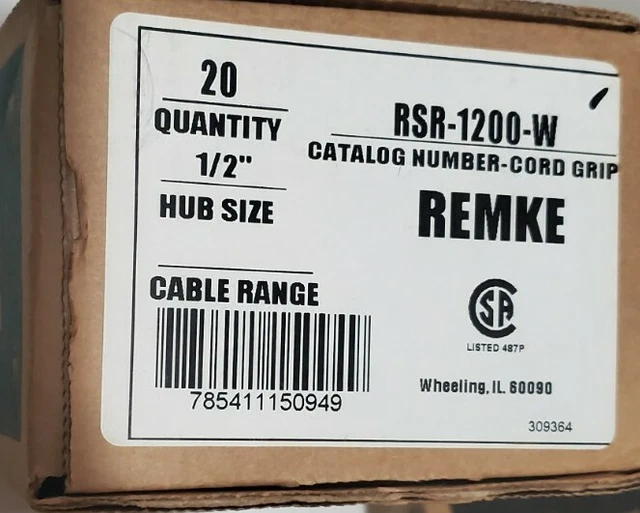 20
QUANTITY
1/2"
HUB SIZE
CABLE RANGE
785411150949
RSR-1200-W
CATALOG NUMBER-CORD GRIP
REMKE
CSA
LISTED 487P
Wheeling, IL 60090
309364